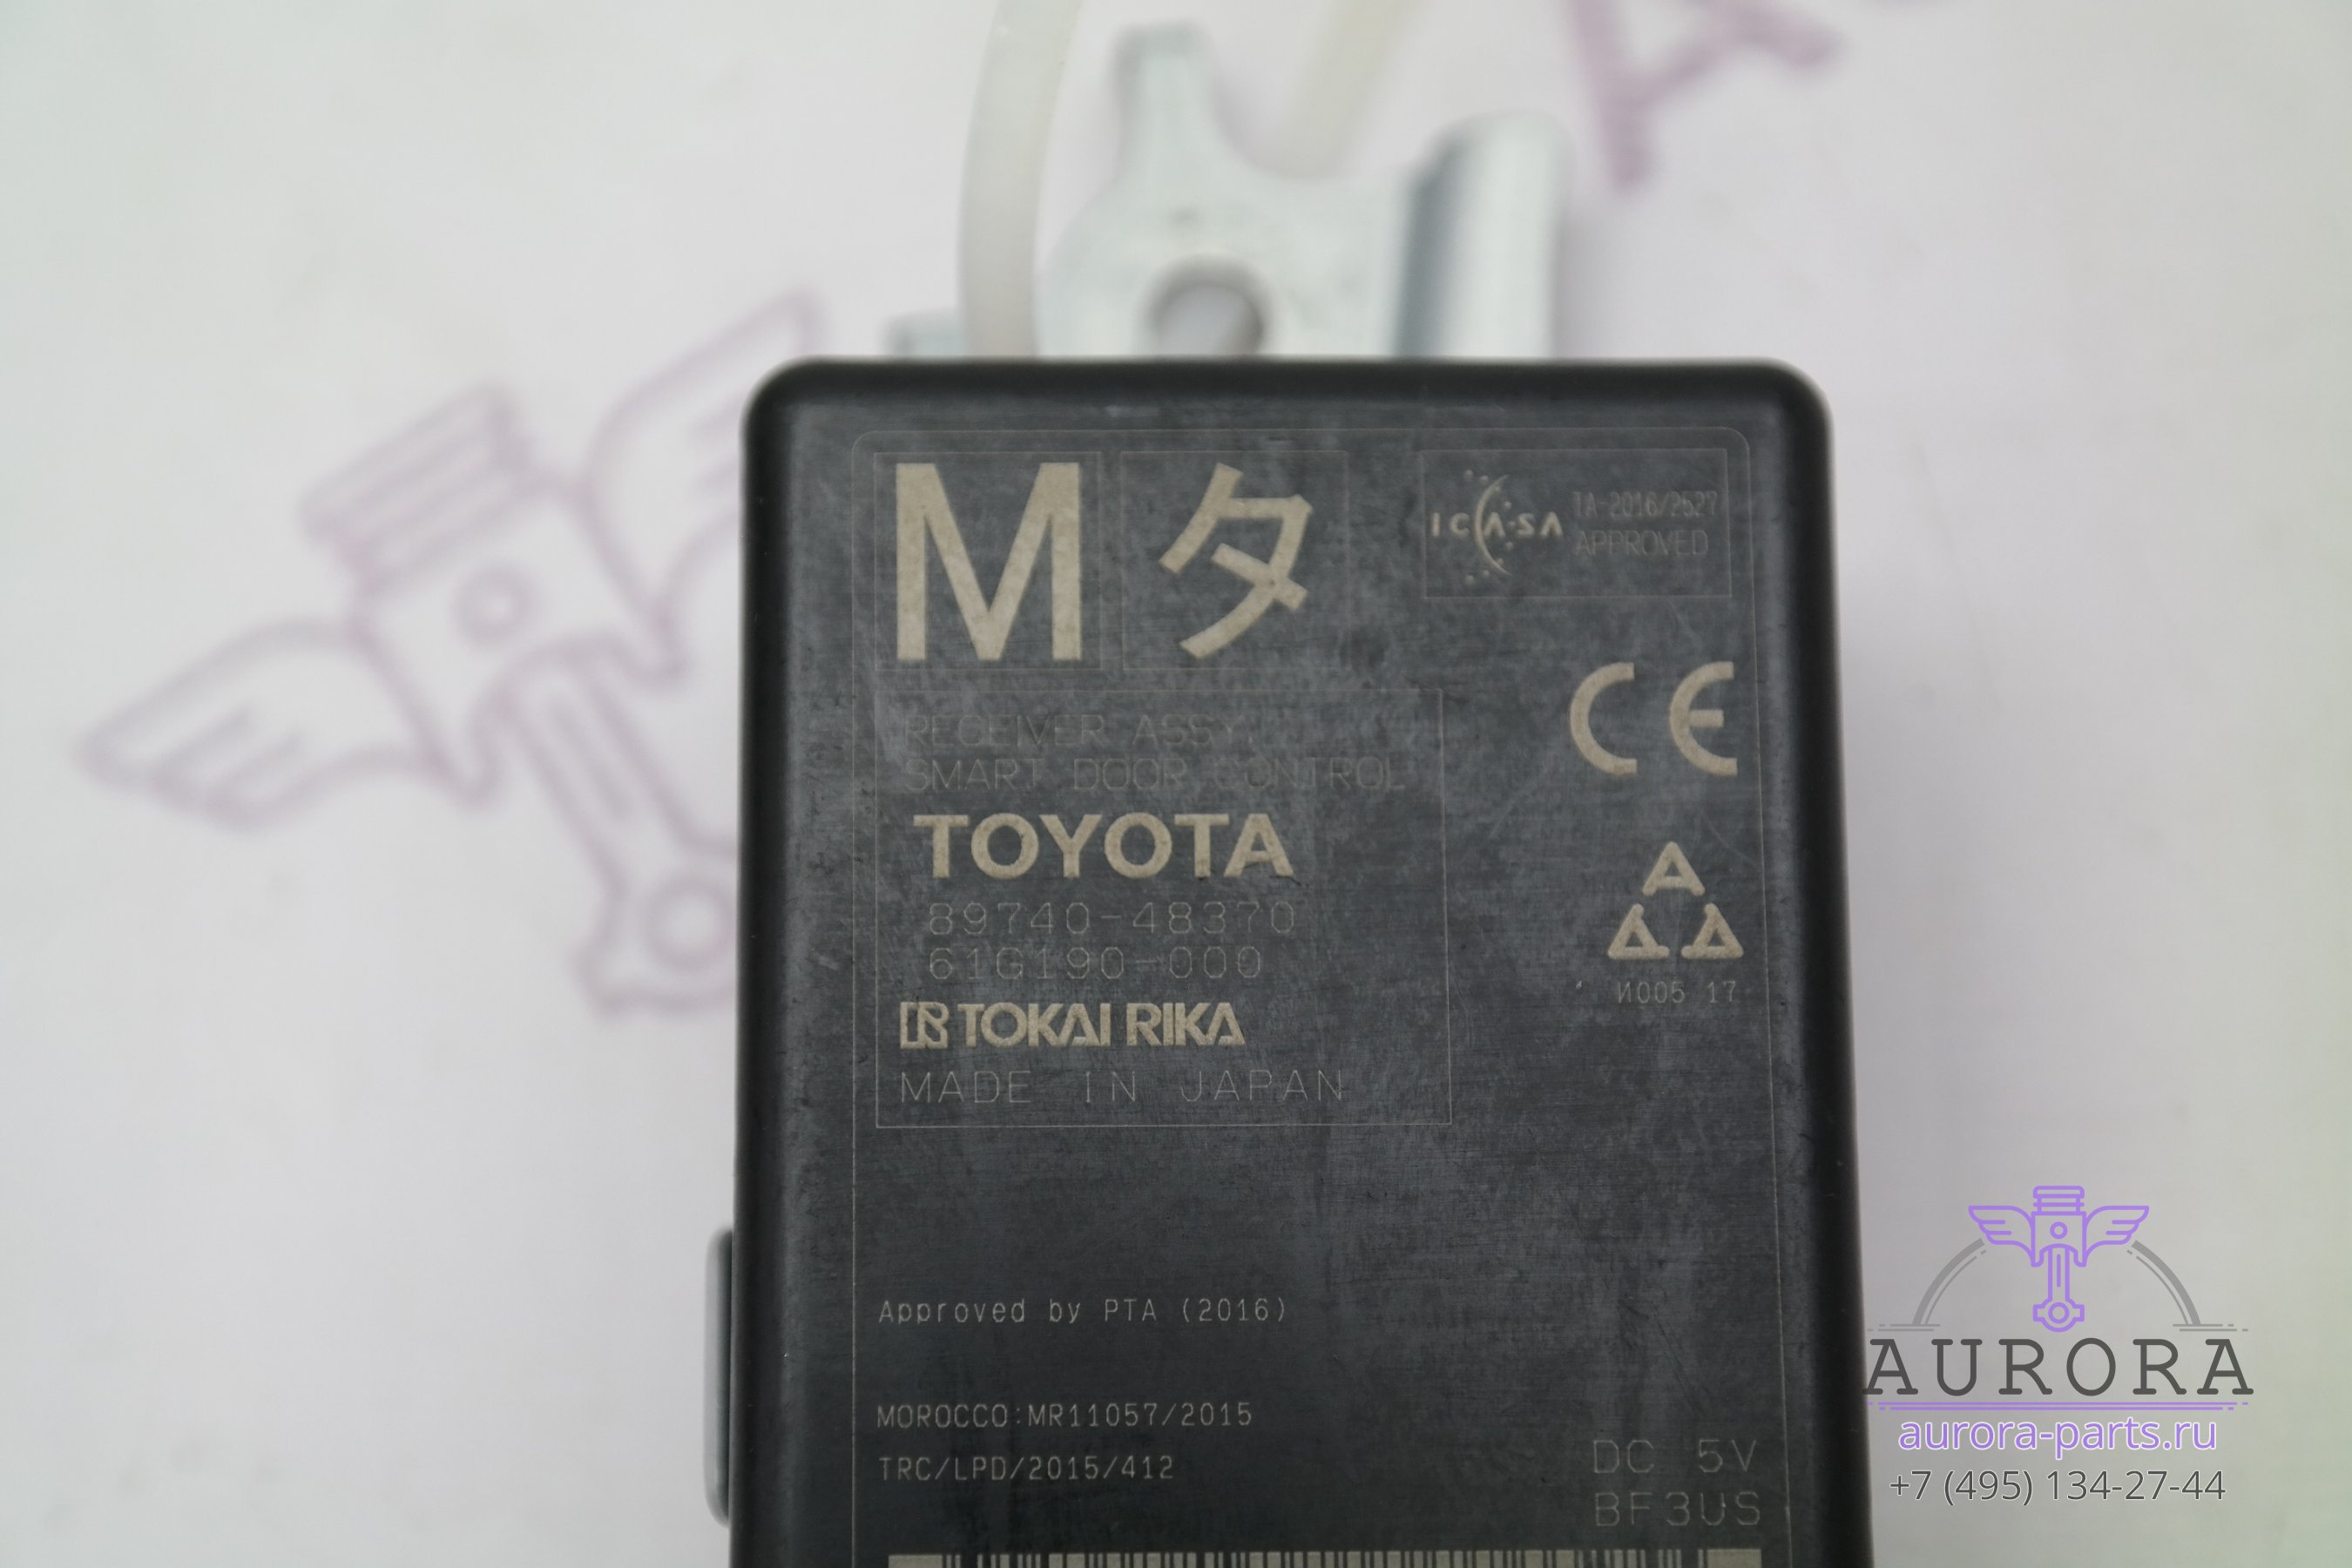 M タ
ICASA
TA-2016/2527
APPROVED
CE
RECEIVER ASSY,
SMART DOOR CONTROL
TOYOTA
89740-48370
61G190-000
TOKAI RIKA
MADE IN JAPAN
И005 17
Approved by PTA (2016)
MOROCCO:MR11057/2015
TRC/LPD/2015/412
DC 5V
BF3US
AURORA
aurora-parts.ru
+7 (495) 134-27-44